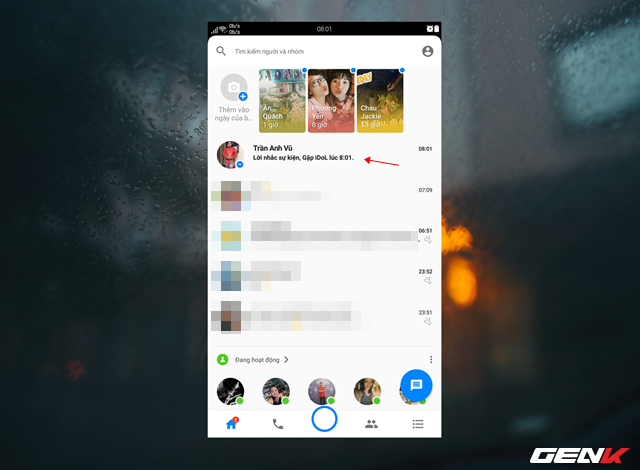 0b/s
0b/s
08:01
Tìm kiếm người và nhóm
Thêm vào
ngày của b...
Ân
Quách
1 giờ
Phương
Yến
8 giờ
Chau
Jackie
13 giờ
Trần Anh Vũ
08:01
Lời nhắc sự kiện, Gặp iDoL lúc 8:01.
07:09
06:51
23:52
23:51
Đang hoạt động
GENK